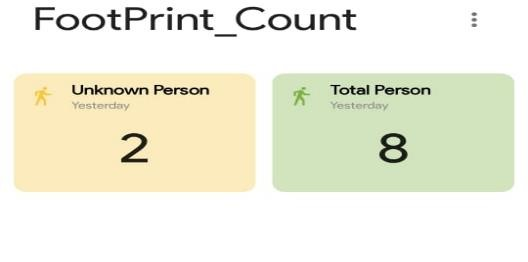 FootPrint_Count
Unknown Person
Yesterday
2
Total Person
Yesterday
8